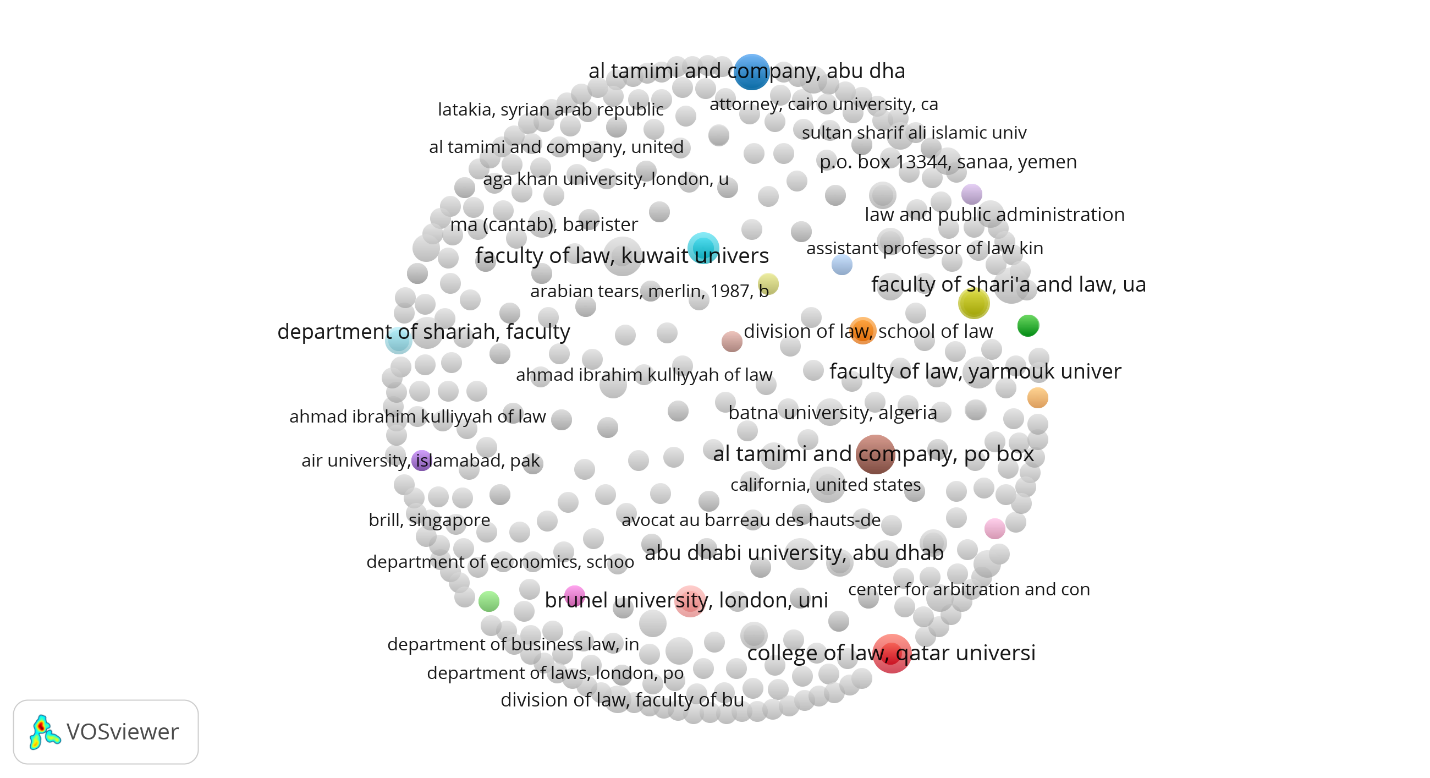 al tamimi and company, abu dha
attorney, cairo university, ca
latakia, syrian arab republic
sultan sharif ali islamic univ
al tamimi and company, united
p.o. box 13344, sanaa, yemen
aga khan university, london, u
law and public administration
ma (cantab), barrister
assistant professor of law kin
faculty of law, kuwait univers
faculty of shari'a and law, ua
arabian tears, merlin, 1987, b
department of shariah, faculty
division of law, school of law
faculty of law, yarmouk univer
ahmad ibrahim kulliyyah of law
batna university, algeria
ahmad ibrahim kulliyyah of law
al tamimi and company, po box
air university, islamabad, pak
california, united states
brill, singapore
avocat au barreau des hauts-de
abu dhabi university, abu dhab
department of economics, schoo
center for arbitration and con
brunel university, london, uni
department of business law, in
college of law, qatar universi
department of laws, london, po
division of law, faculty of bu
VOSviewer